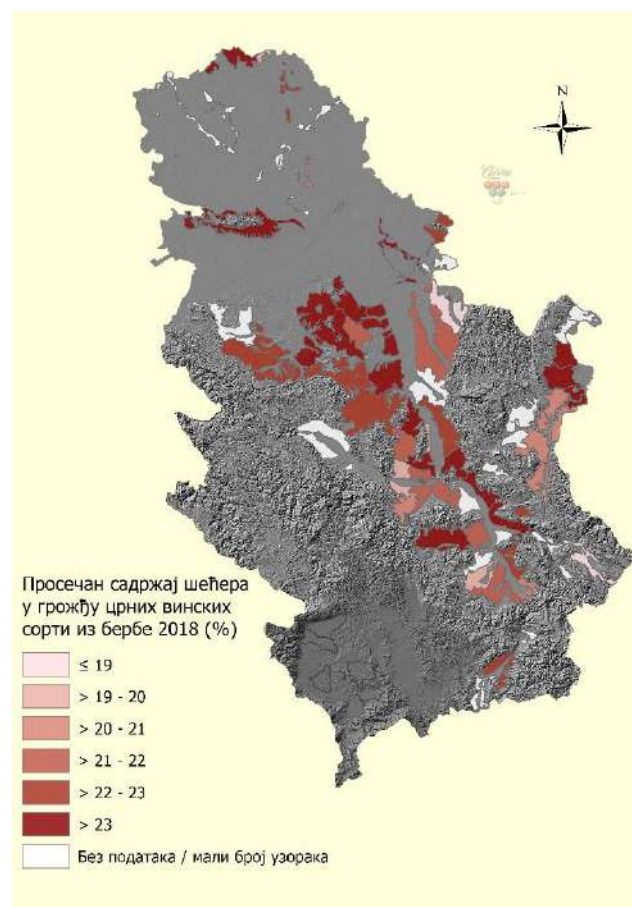 N
Просечан садржај шећера
у грожђу црних винских
сорти из бербе 2018 (%)
≤ 19
> 19 - 20
> 20 - 21
> 21 - 22
> 22 - 23
> 23
Без података / мали број узорака